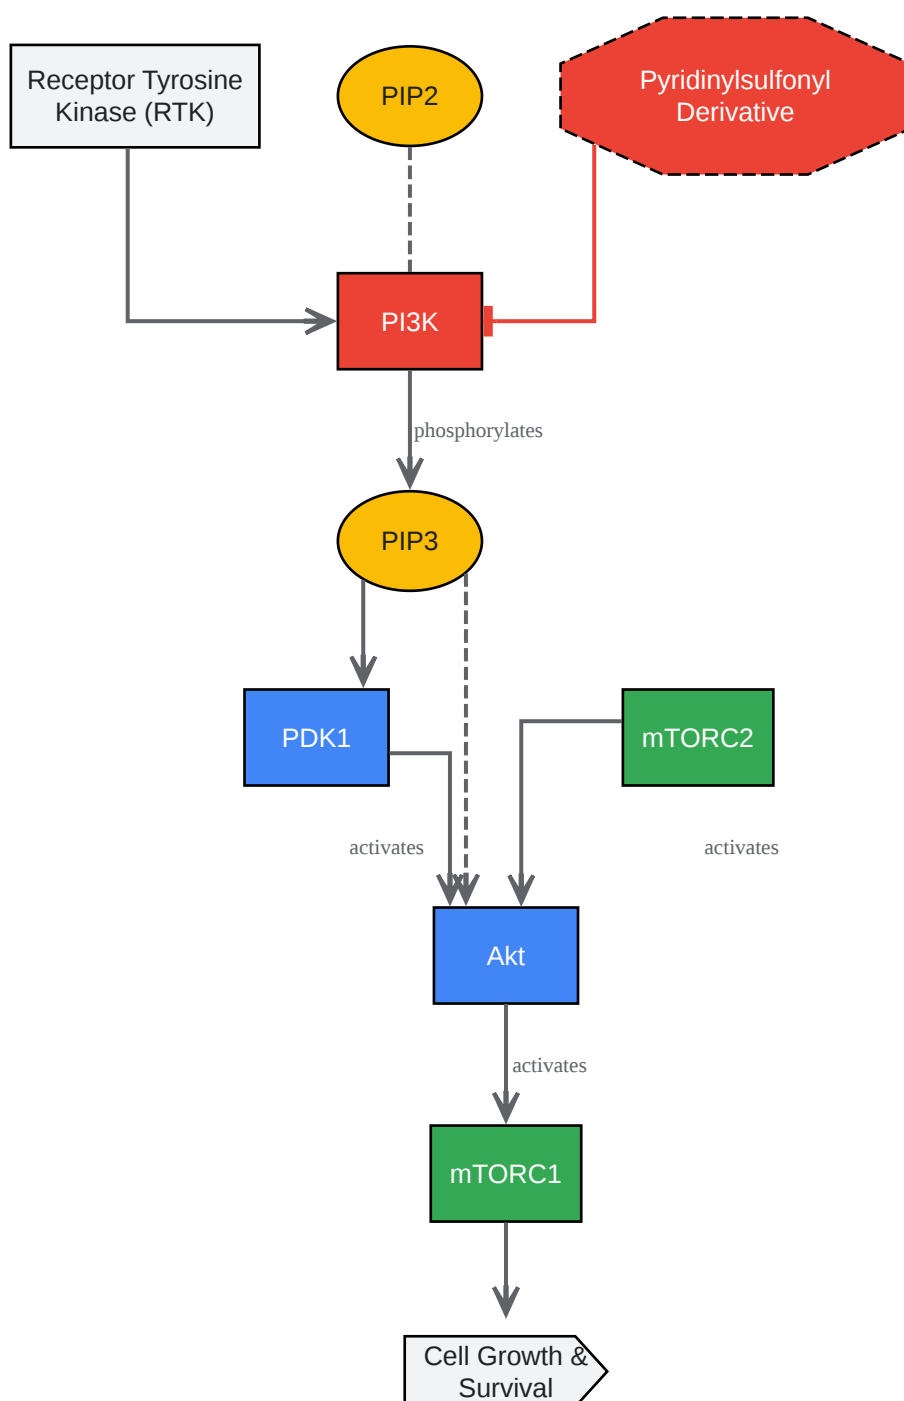 Receptor Tyrosine
Kinase (RTK)
PIP2
Pyridinylsulfonyl
Derivative
PI3K
phosphorylates
PIP3
PDK1
mTORC2
activates
activates
Akt
activates
mTORC1
Cell Growth &
Survival